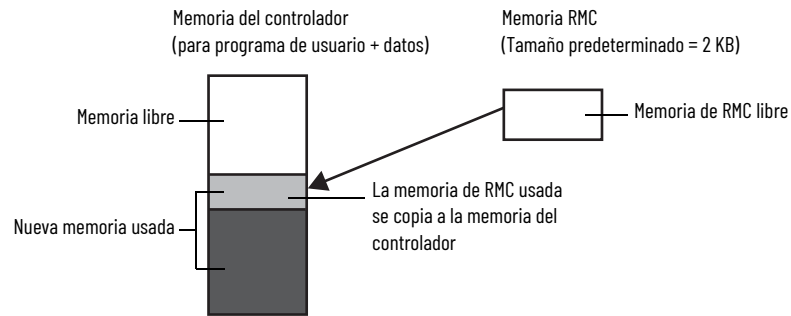 Memoria del controlador
(para programa de usuario + datos)
Memoria RMC
(Tamaño predeterminado = 2 KB)
Memoria libre
Memoria de RMC libre
La memoria de RMC usada
se copia a la memoria del
controlador
Nueva memoria usada